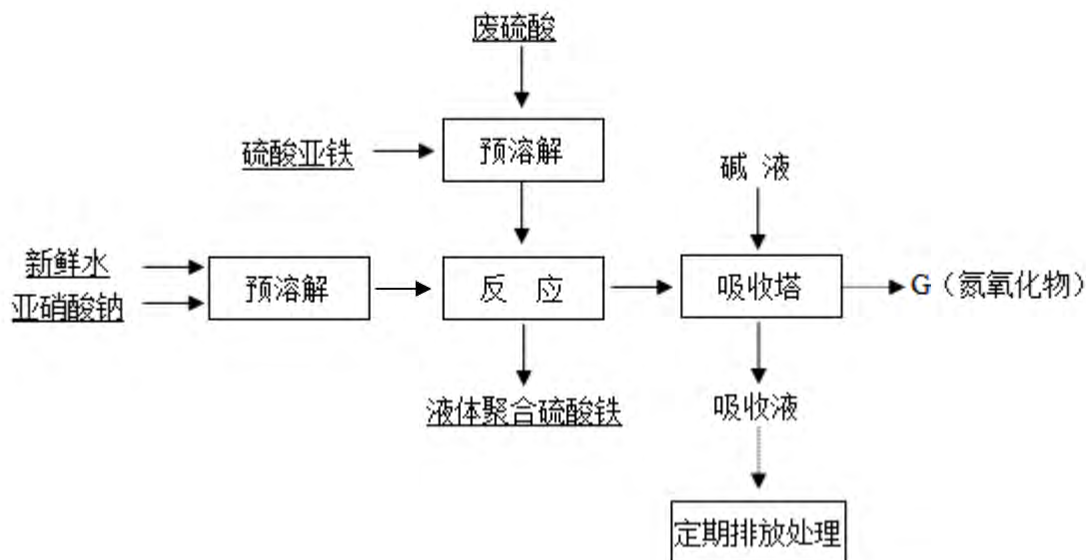 废硫酸
硫酸亚铁
预溶解
碱 液
新鲜水
亚硝酸钠
预溶解
反 应
吸收塔
G（氮氧化物）
液体聚合硫酸铁
吸收液
定期排放处理